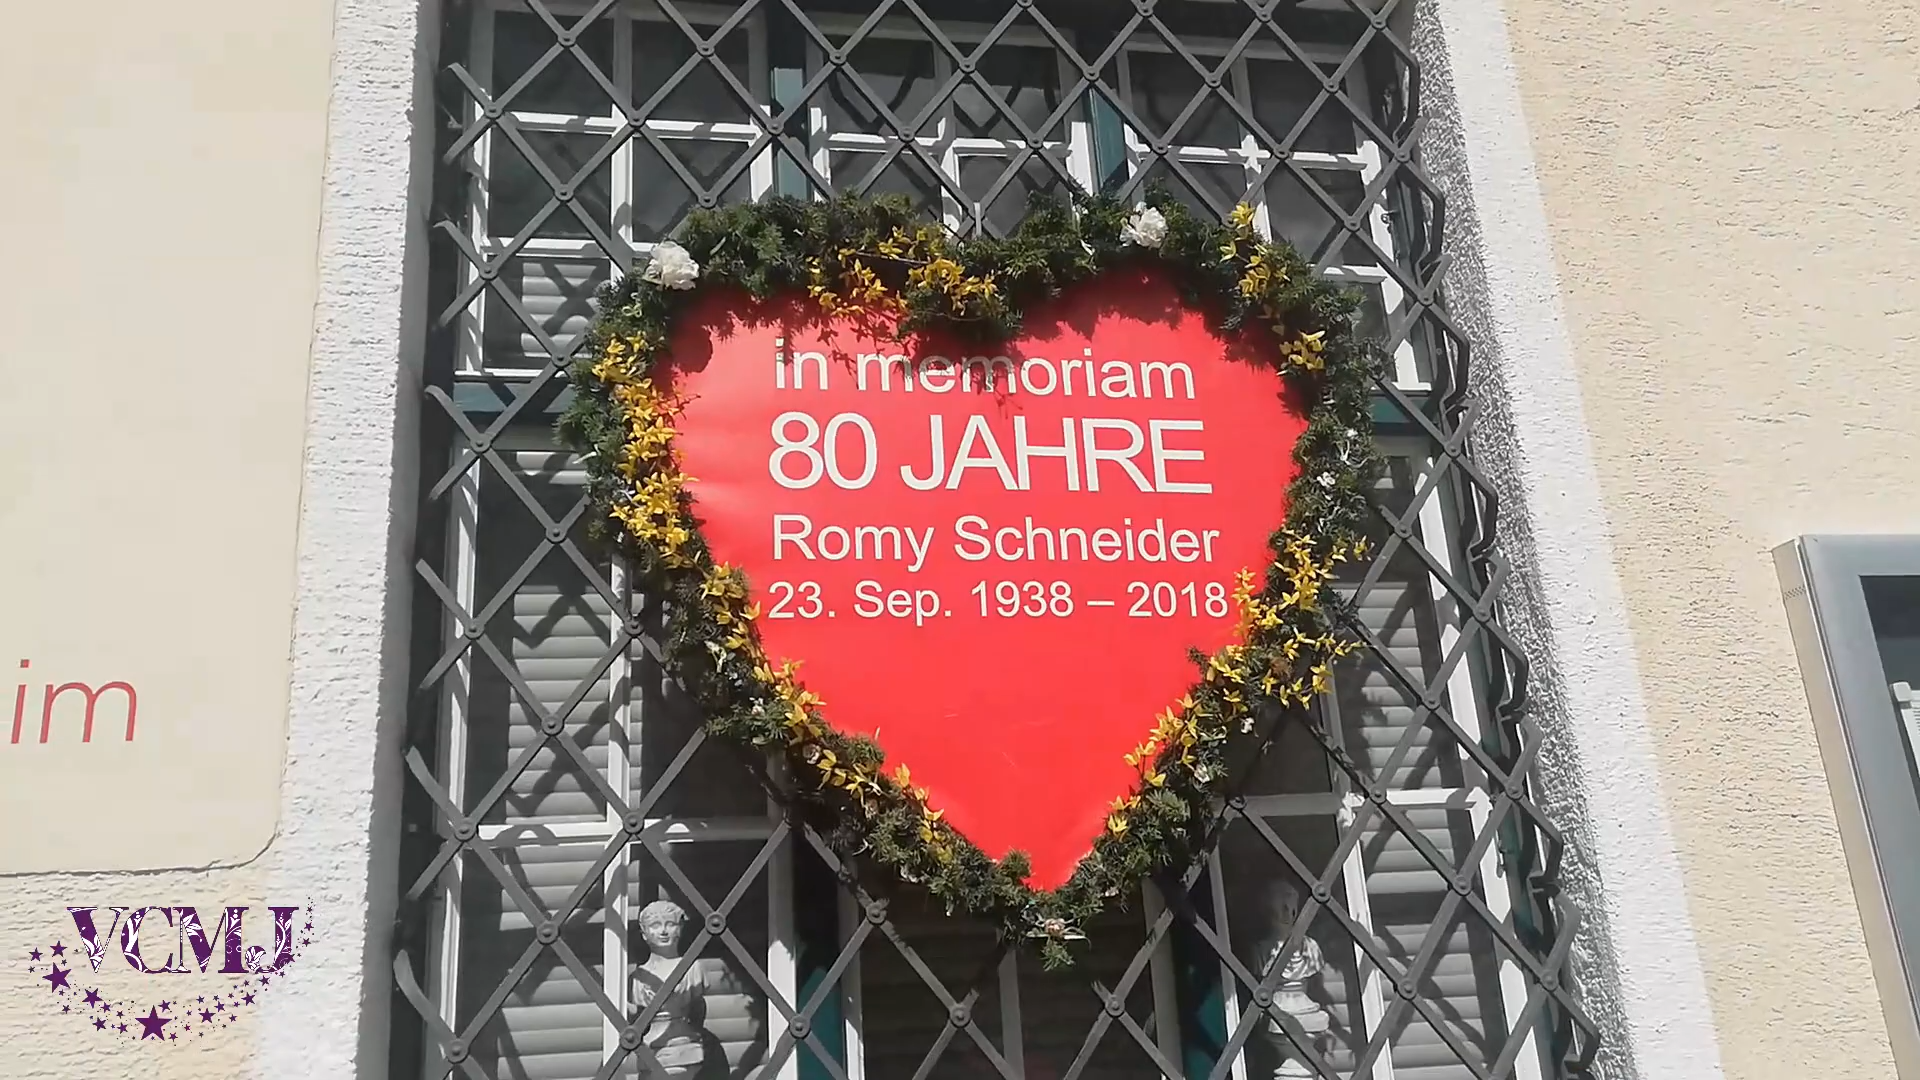 in memoriam
80 JAHRE
Romy Schneider
23. Sep. 1938 – 2018
im
VCMJ